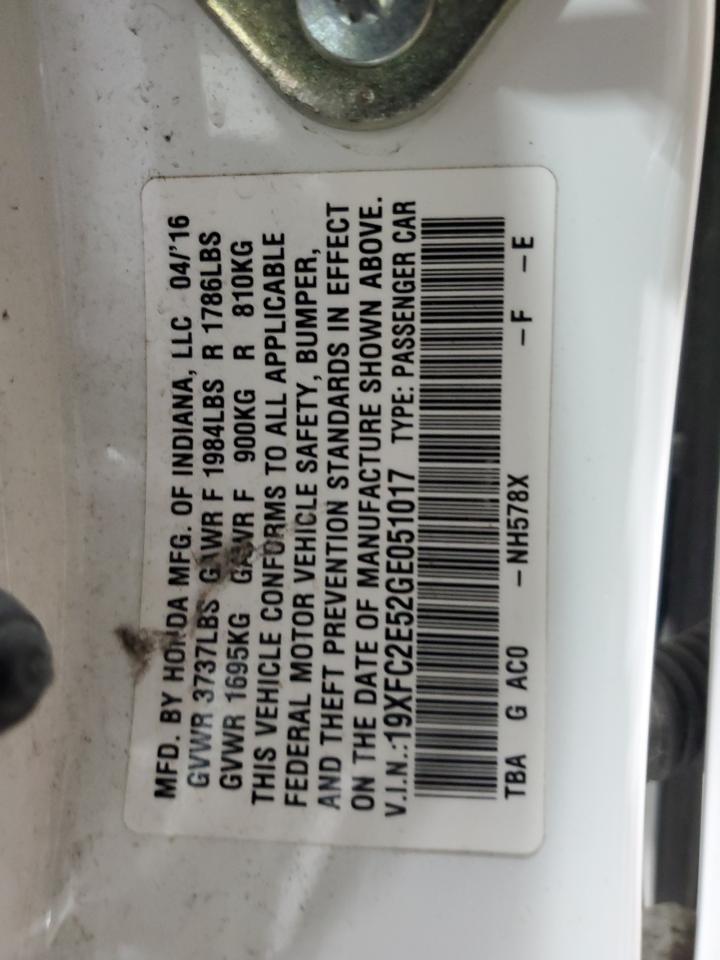 MFD. BY HONDA MFG. OF INDIANA, LLC 04/'16
GVWR 3737LBS GAWR F 1984LBS R 1786LBS
GVWR 1695KG GAWR F 900KG R 810KG
THIS VEHICLE CONFORMS TO ALL APPLICABLE
FEDERAL MOTOR VEHICLE SAFETY, BUMPER,
AND THEFT PREVENTION STANDARDS IN EFFECT
ON THE DATE OF MANUFACTURE SHOWN ABOVE.
V.I.N.:19XFC2E52GE051017 TYPE: PASSENGER CAR
TBA G AC0 -NH578X -F -E